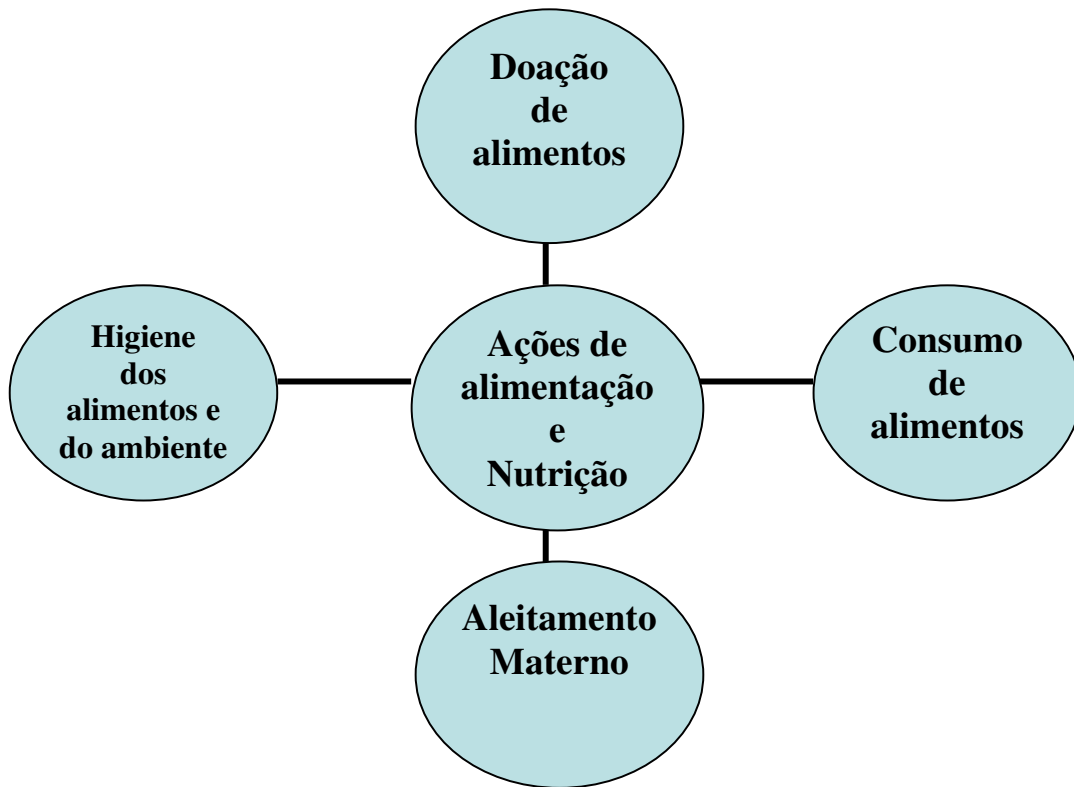 Doação
de
alimentos
Higiene
dos
alimentos e
do ambiente
Ações de
alimentação
e
Nutrição
Consumo
de
alimentos
Aleitamento
Materno